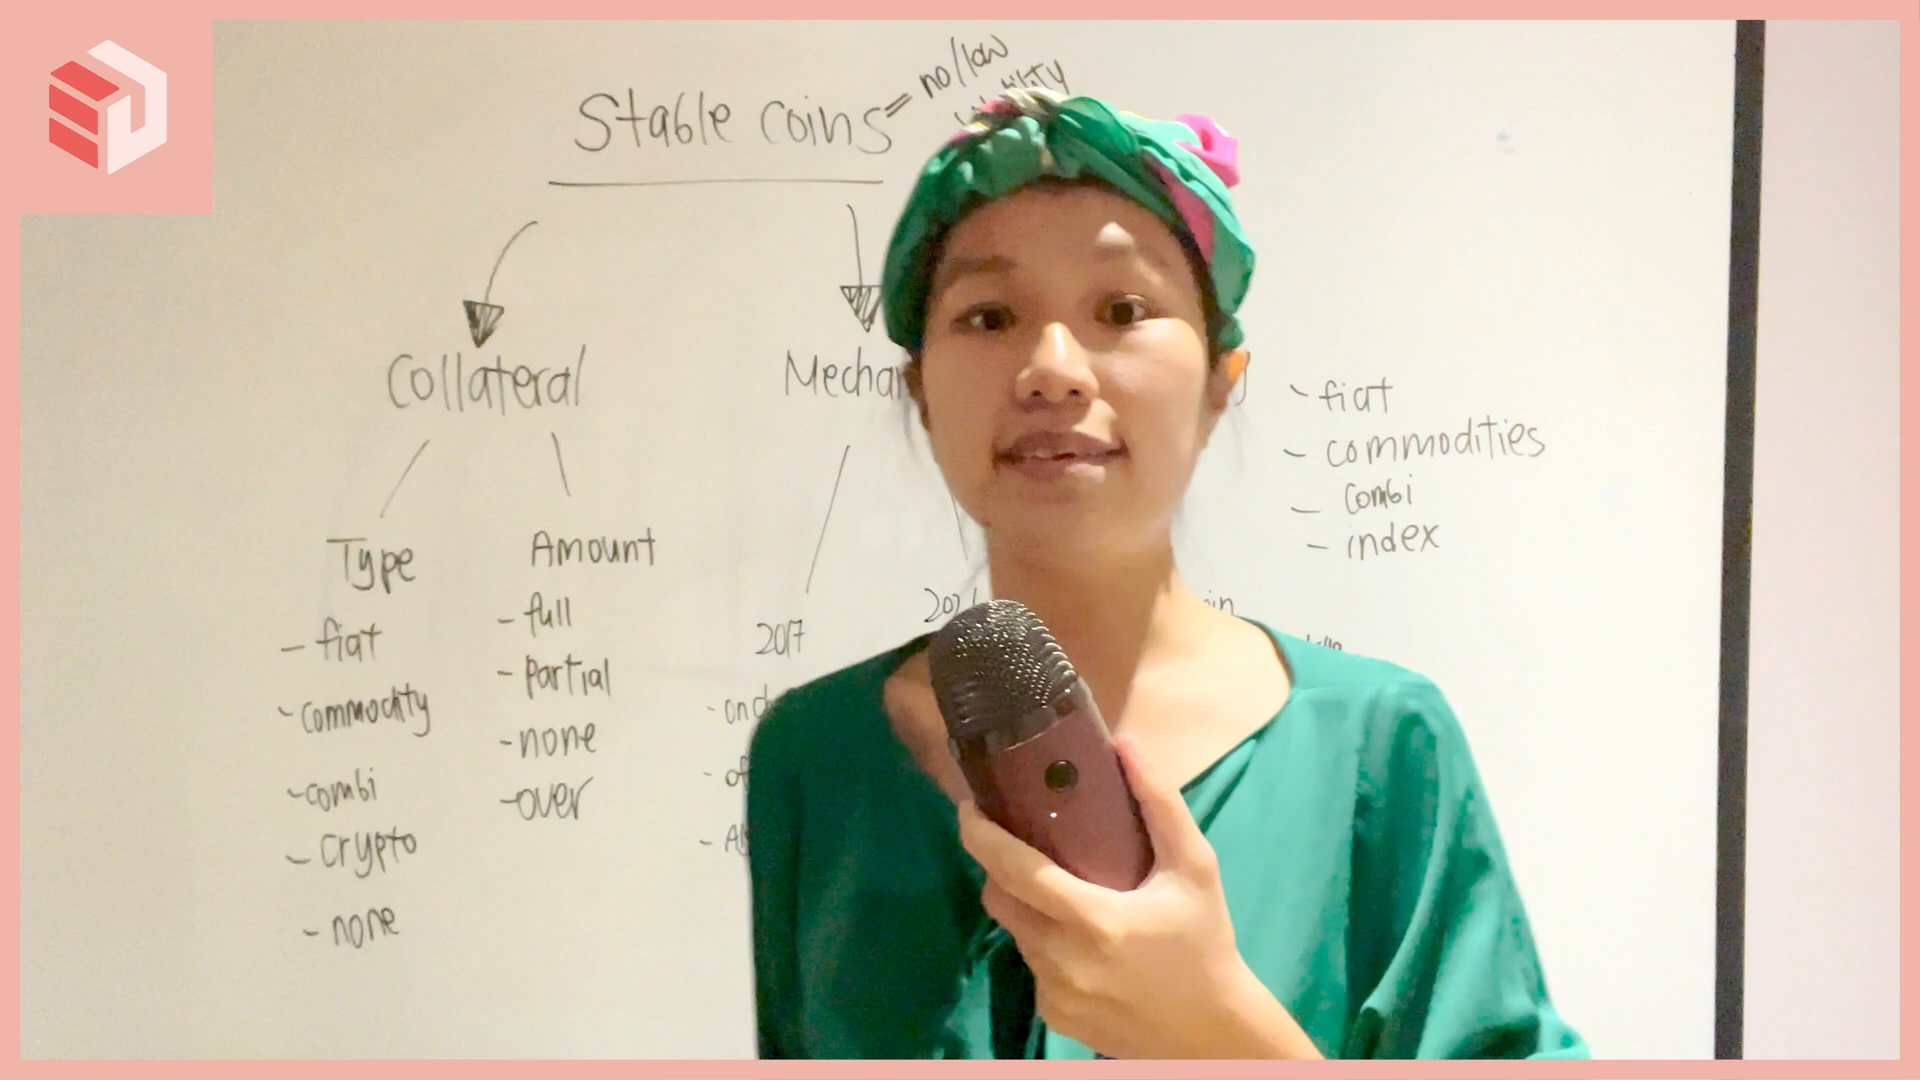 Stable coins = no/low
Collateral
Type
- fiat
- commodity
- combi
- crypto
- none
Amount
- full
- partial
- none
- over
2017
- fiat
- commodities
- combi
- index